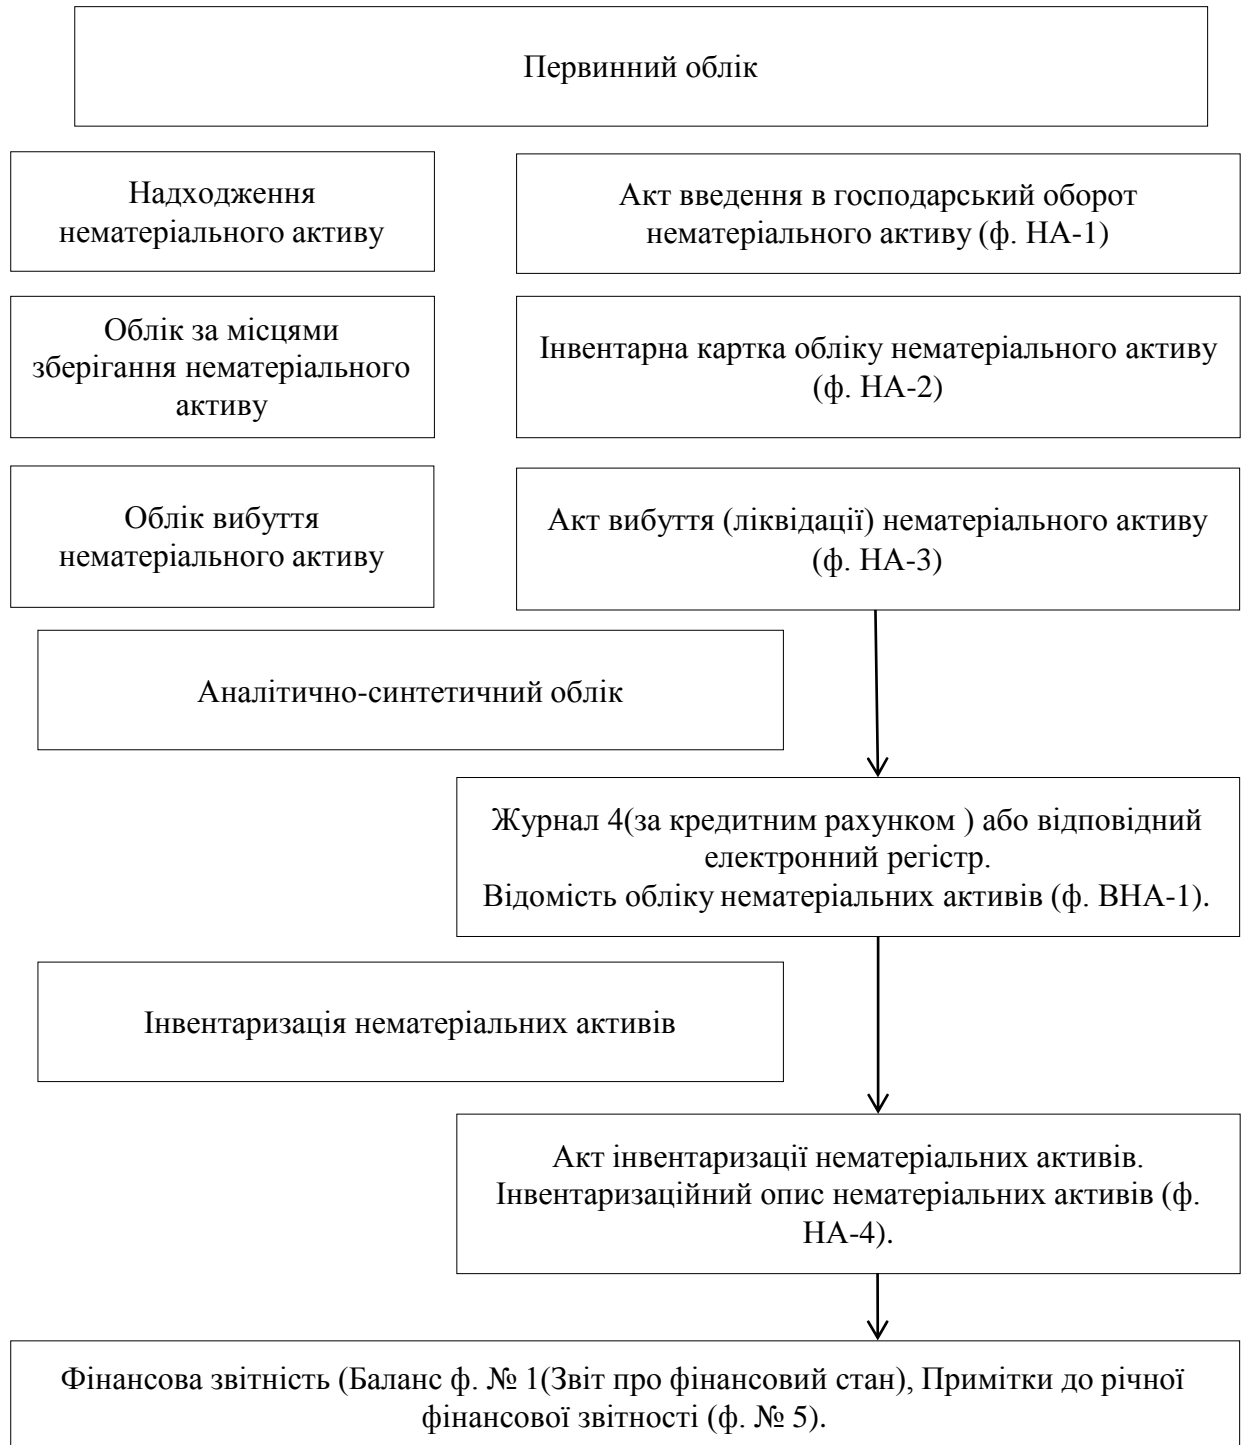 Первинний облік
Надходження
нематеріального активу
Акт введення в господарський оборот
нематеріального активу (ф. НА-1)
Облік за місцями
зберігання нематеріального
активу
Інвентарна картка обліку нематеріального активу
(ф. НА-2)
Облік вибуття
нематеріального активу
Акт вибуття (ліквідації) нематеріального активу
(ф. НА-3)
Аналітично-синтетичний облік
Журнал 4(за кредитним рахунком ) або відповідний
електронний регістр.
Відомість обліку нематеріальних активів (ф. ВНА-1).
Інвентаризація нематеріальних активів
Акт інвентаризації нематеріальних активів.
Інвентаризаційний опис нематеріальних активів (ф.
НА-4).
Фінансова звітність (Баланс ф. № 1(Звіт про фінансовий стан), Примітки до річної
фінансової звітності (ф. № 5).